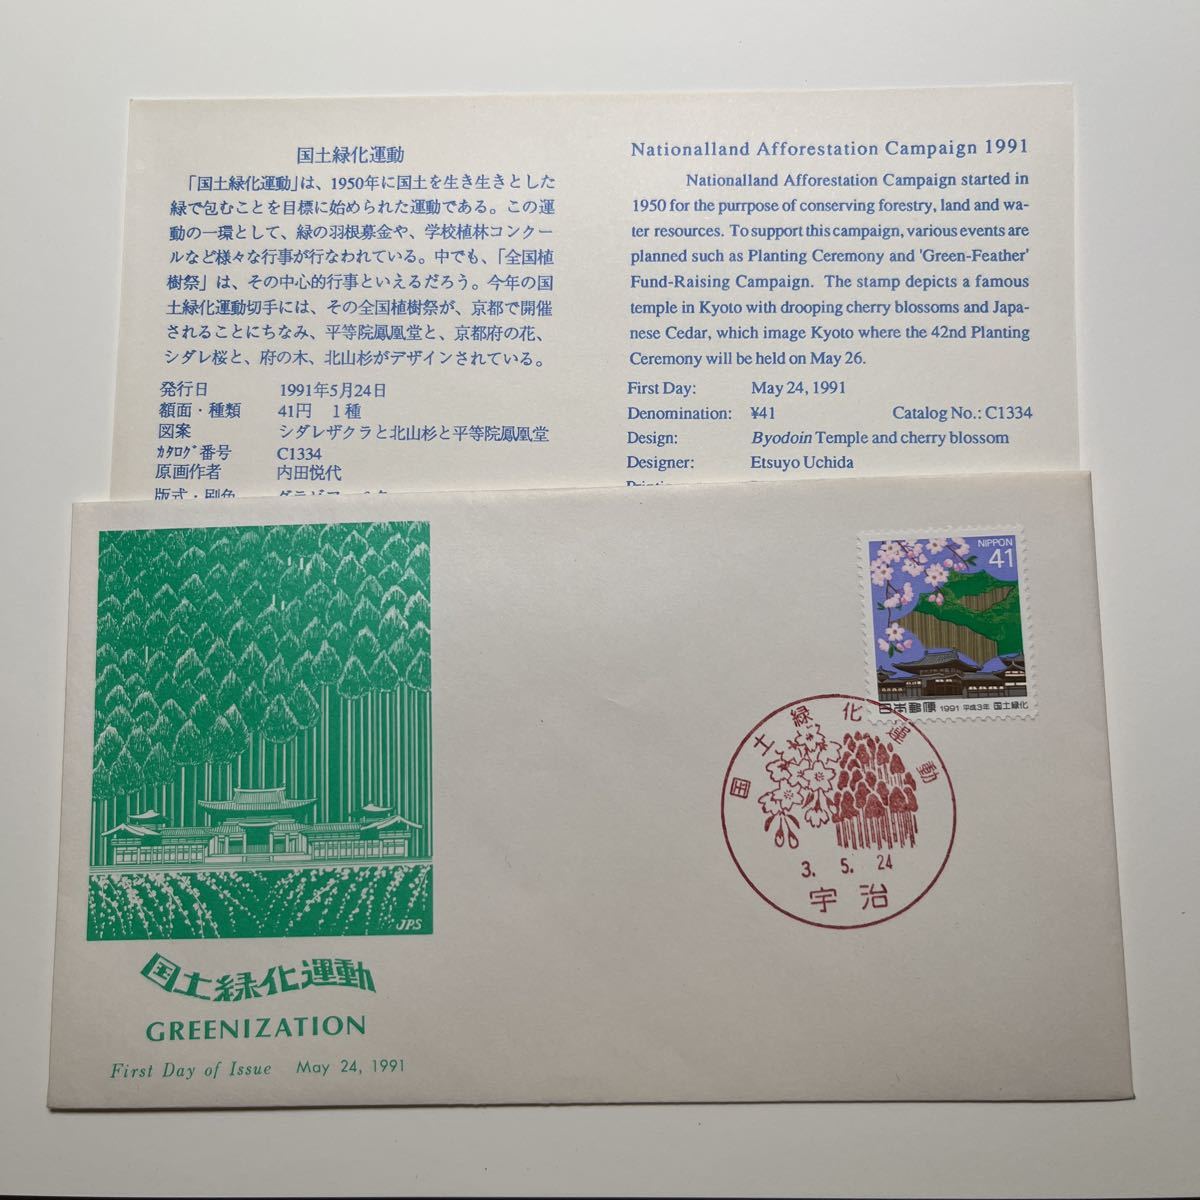 国土緑化運動
「国土緑化運動」は、1950年に国土を生き生きとした
緑で包むことを目標に始められた運動である。この運
動の一環として、緑の羽根募金や、学校植林コンクー
ルなど様々な行事が行なわれている。中でも、「全国植
樹祭」は、その中心的行事といえるだろう。今年の国
土緑化運動切手には、その全国植樹祭が、京都で開催
されることにちなみ、平等院鳳凰堂と、京都府の花、
シダレ桜と、府の木、北山杉がデザインされている。
発行日 1991年5月24日
額面・種類 41円 1種
図案 シダレザクラと北山杉と平等院鳳凰堂
ｶﾀﾛｸﾞ番号 C1334
原画作者 内田悦代
版式・刷色
Nationalland Afforestation Campaign 1991
Nationalland Afforestation Campaign started in
1950 for the purrpose of conserving forestry, land and wa-
ter resources. To support this campaign, various events are
planned such as Planting Ceremony and 'Green-Feather'
Fund-Raising Campaign. The stamp depicts a famous
temple in Kyoto with drooping cherry blossoms and Japa-
nese Cedar, which image Kyoto where the 42nd Planting
Ceremony will be held on May 26.
First Day: May 24, 1991
Denomination: ¥41 Catalog No.: C1334
Design: Byodoin Temple and cherry blossom
Designer: Etsuyo Uchida
NIPPON
41
日本郵便 1991 平成3年 国土緑化
国土緑化運動
3. 5. 24
宇治
JPS
国土緑化運動
GREENIZATION
First Day of Issue May 24, 1991